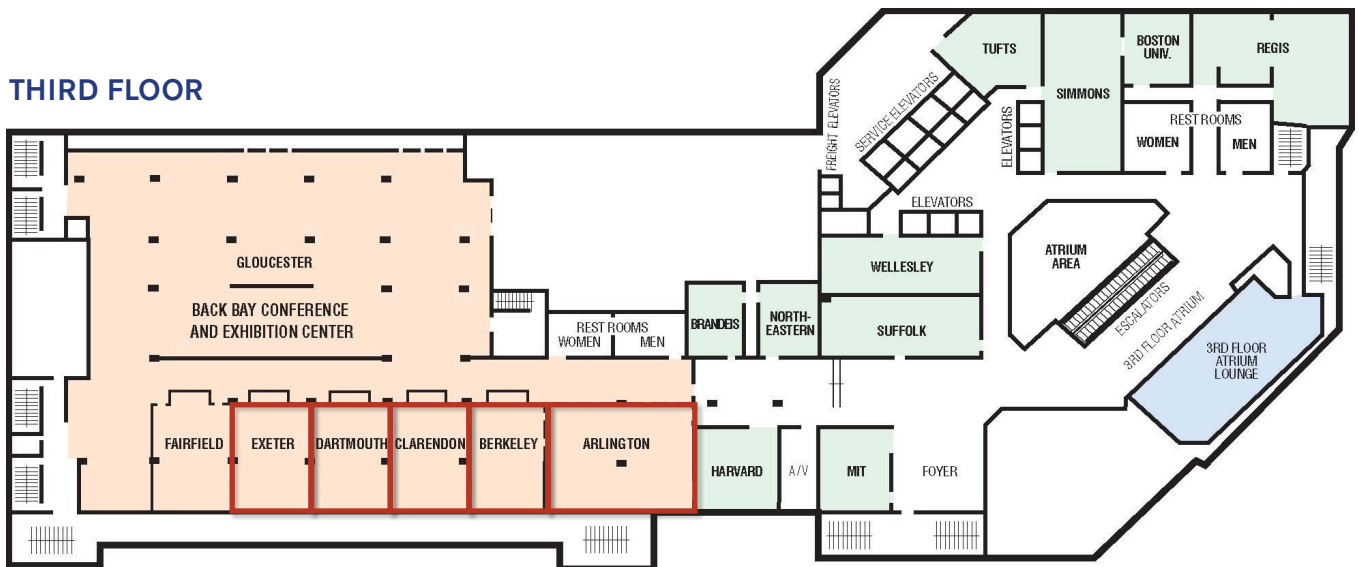 THIRD FLOOR
TUFTS
BOSTON
UNIV.
REGIS
SIMMONS
FREIGHT ELEVATORS
SERVICE ELEVATORS
ELEVATORS
REST ROOMS
WOMEN
MEN
ELEVATORS
GLOUCESTER
BACK BAY CONFERENCE
AND EXHIBITION CENTER
WELLESLEY
ATRIUM
AREA
ESCALATORS
3RD FLOOR ATRIUM
REST ROOMS
WOMEN
MEN
BRANDEIS
NORTH-
EASTERN
SUFFOLK
3RD FLOOR
ATRIUM
LOUNGE
FAIRFIELD
EXETER
DARTMOUTH
CLARENDON
BERKELEY
ARLINGTON
HARVARD
A/V
MIT
FOYER